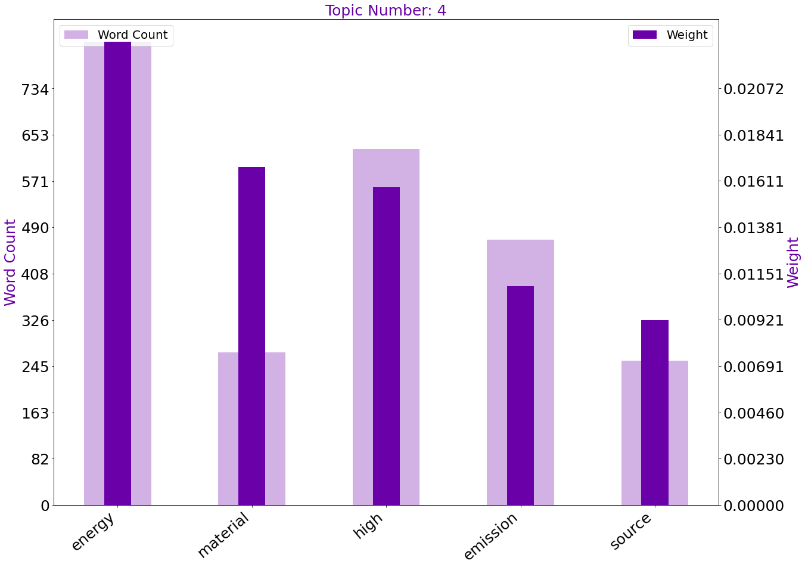 Topic Number: 4
Word Count
Weight
734
653
571
490
408
326
245
163
82
0
Word Count
0.02072
0.01841
0.01611
0.01381
0.01151
0.00921
0.00691
0.00460
0.00230
0.00000
Weight
energy
material
high
emission
source